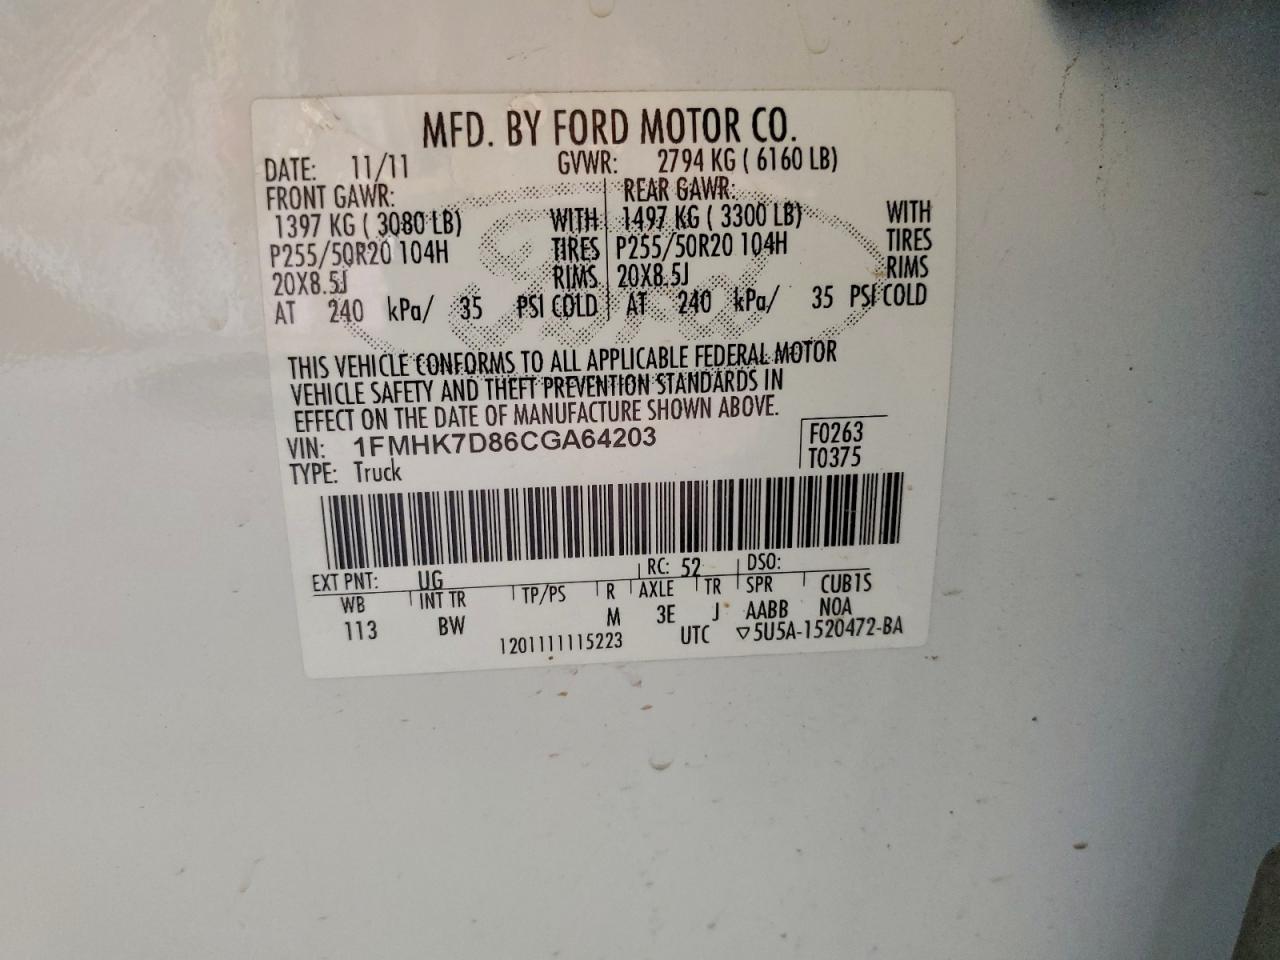 MFD. BY FORD MOTOR CO.
DATE: 11/11 GVWR: 2794 KG ( 6160 LB)
FRONT GAWR: REAR GAWR:
1397 KG ( 3080 LB) WITH 1497 KG ( 3300 LB) WITH
P255/50R20 104H TIRES P255/50R20 104H TIRES
20X8.5J RIMS 20X8.5J RIMS
AT 240 kPa/ 35 PSI COLD AT 240 kPa/ 35 PSI COLD
THIS VEHICLE CONFORMS TO ALL APPLICABLE FEDERAL MOTOR
VEHICLE SAFETY AND THEFT PREVENTION STANDARDS IN
EFFECT ON THE DATE OF MANUFACTURE SHOWN ABOVE.
VIN: 1FMHK7D86CGA64203 F0263
TYPE: Truck T0375
EXT PNT: UG RC: 52 DSO:
WB INT TR TP/PS R AXLE TR SPR CUB1S
113 BW M 3E J AABB N0A
1201111115223 UTC ▽5U5A-1520472-BA